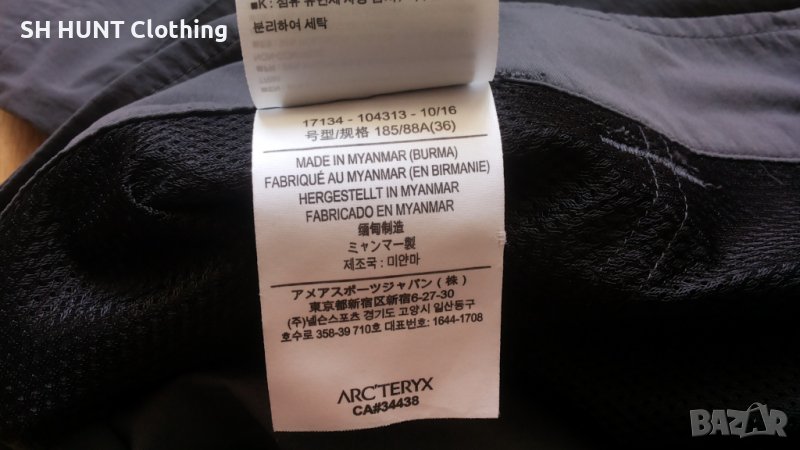 SH HUNT Clothing
분리하여 세탁
17134 - 104313 - 10/16
号型/规格 185/88A(36)
MADE IN MYANMAR (BURMA)
FABRIQUÉ AU MYANMAR (EN BIRMANIE)
HERGESTELLT IN MYANMAR
FABRICADO EN MYANMAR
缅甸制造
ミャンマー製
제조국 : 미얀마
アメアスポーツジャパン(株)
東京都新宿区新宿6-27-30
(주)넬슨스포츠 경기도 고양시 일산동구
호수로 358-39 710호 대표번호: 1644-1708
ARC'TERYX
CA#34438
BAZAR